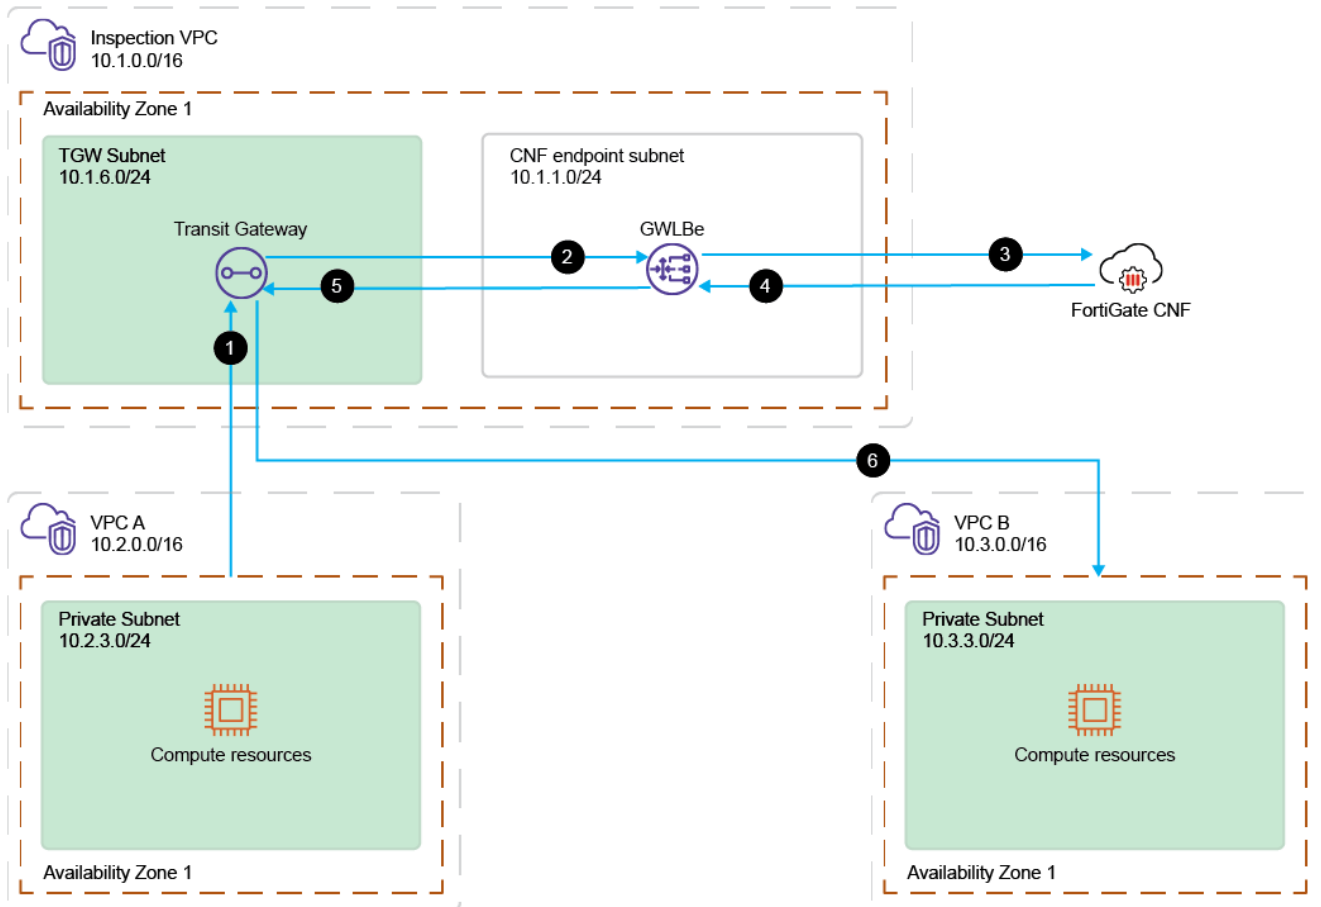 Inspection VPC
10.1.0.0/16
Availability Zone 1
TGW Subnet
10.1.6.0/24
CNF endpoint subnet
10.1.1.0/24
Transit Gateway
GWLBe
2
3
5
4
FortiGate CNF
1
6
VPC A
10.2.0.0/16
VPC B
10.3.0.0/16
Private Subnet
10.2.3.0/24
Private Subnet
10.3.3.0/24
Compute resources
Compute resources
Availability Zone 1
Availability Zone 1